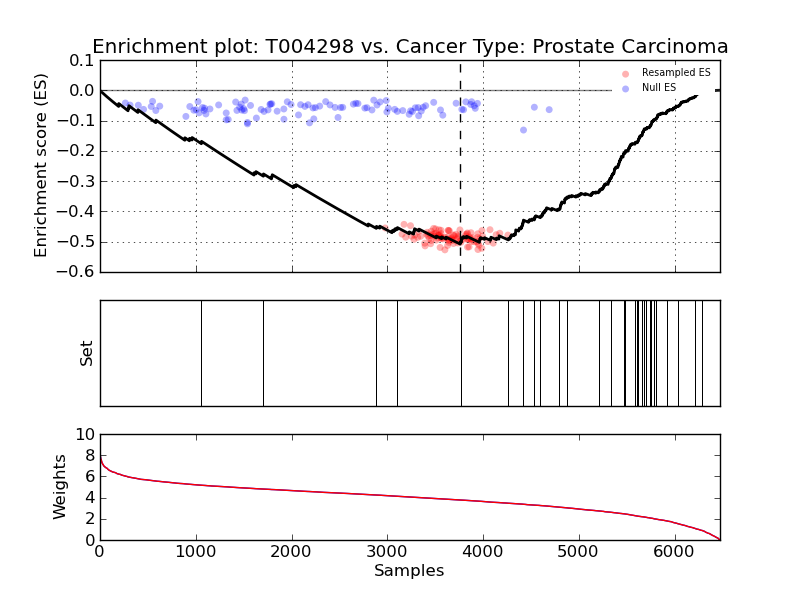 Enrichment plot: T004298 vs. Cancer Type: Prostate Carcinoma
Enrichment score (ES)
0.1
0.0
−0.1
−0.2
−0.3
−0.4
−0.5
−0.6
Resampled ES
Null ES
Set
Weights
10
8
6
4
2
0
0 1000 2000 3000 4000 5000 6000
Samples